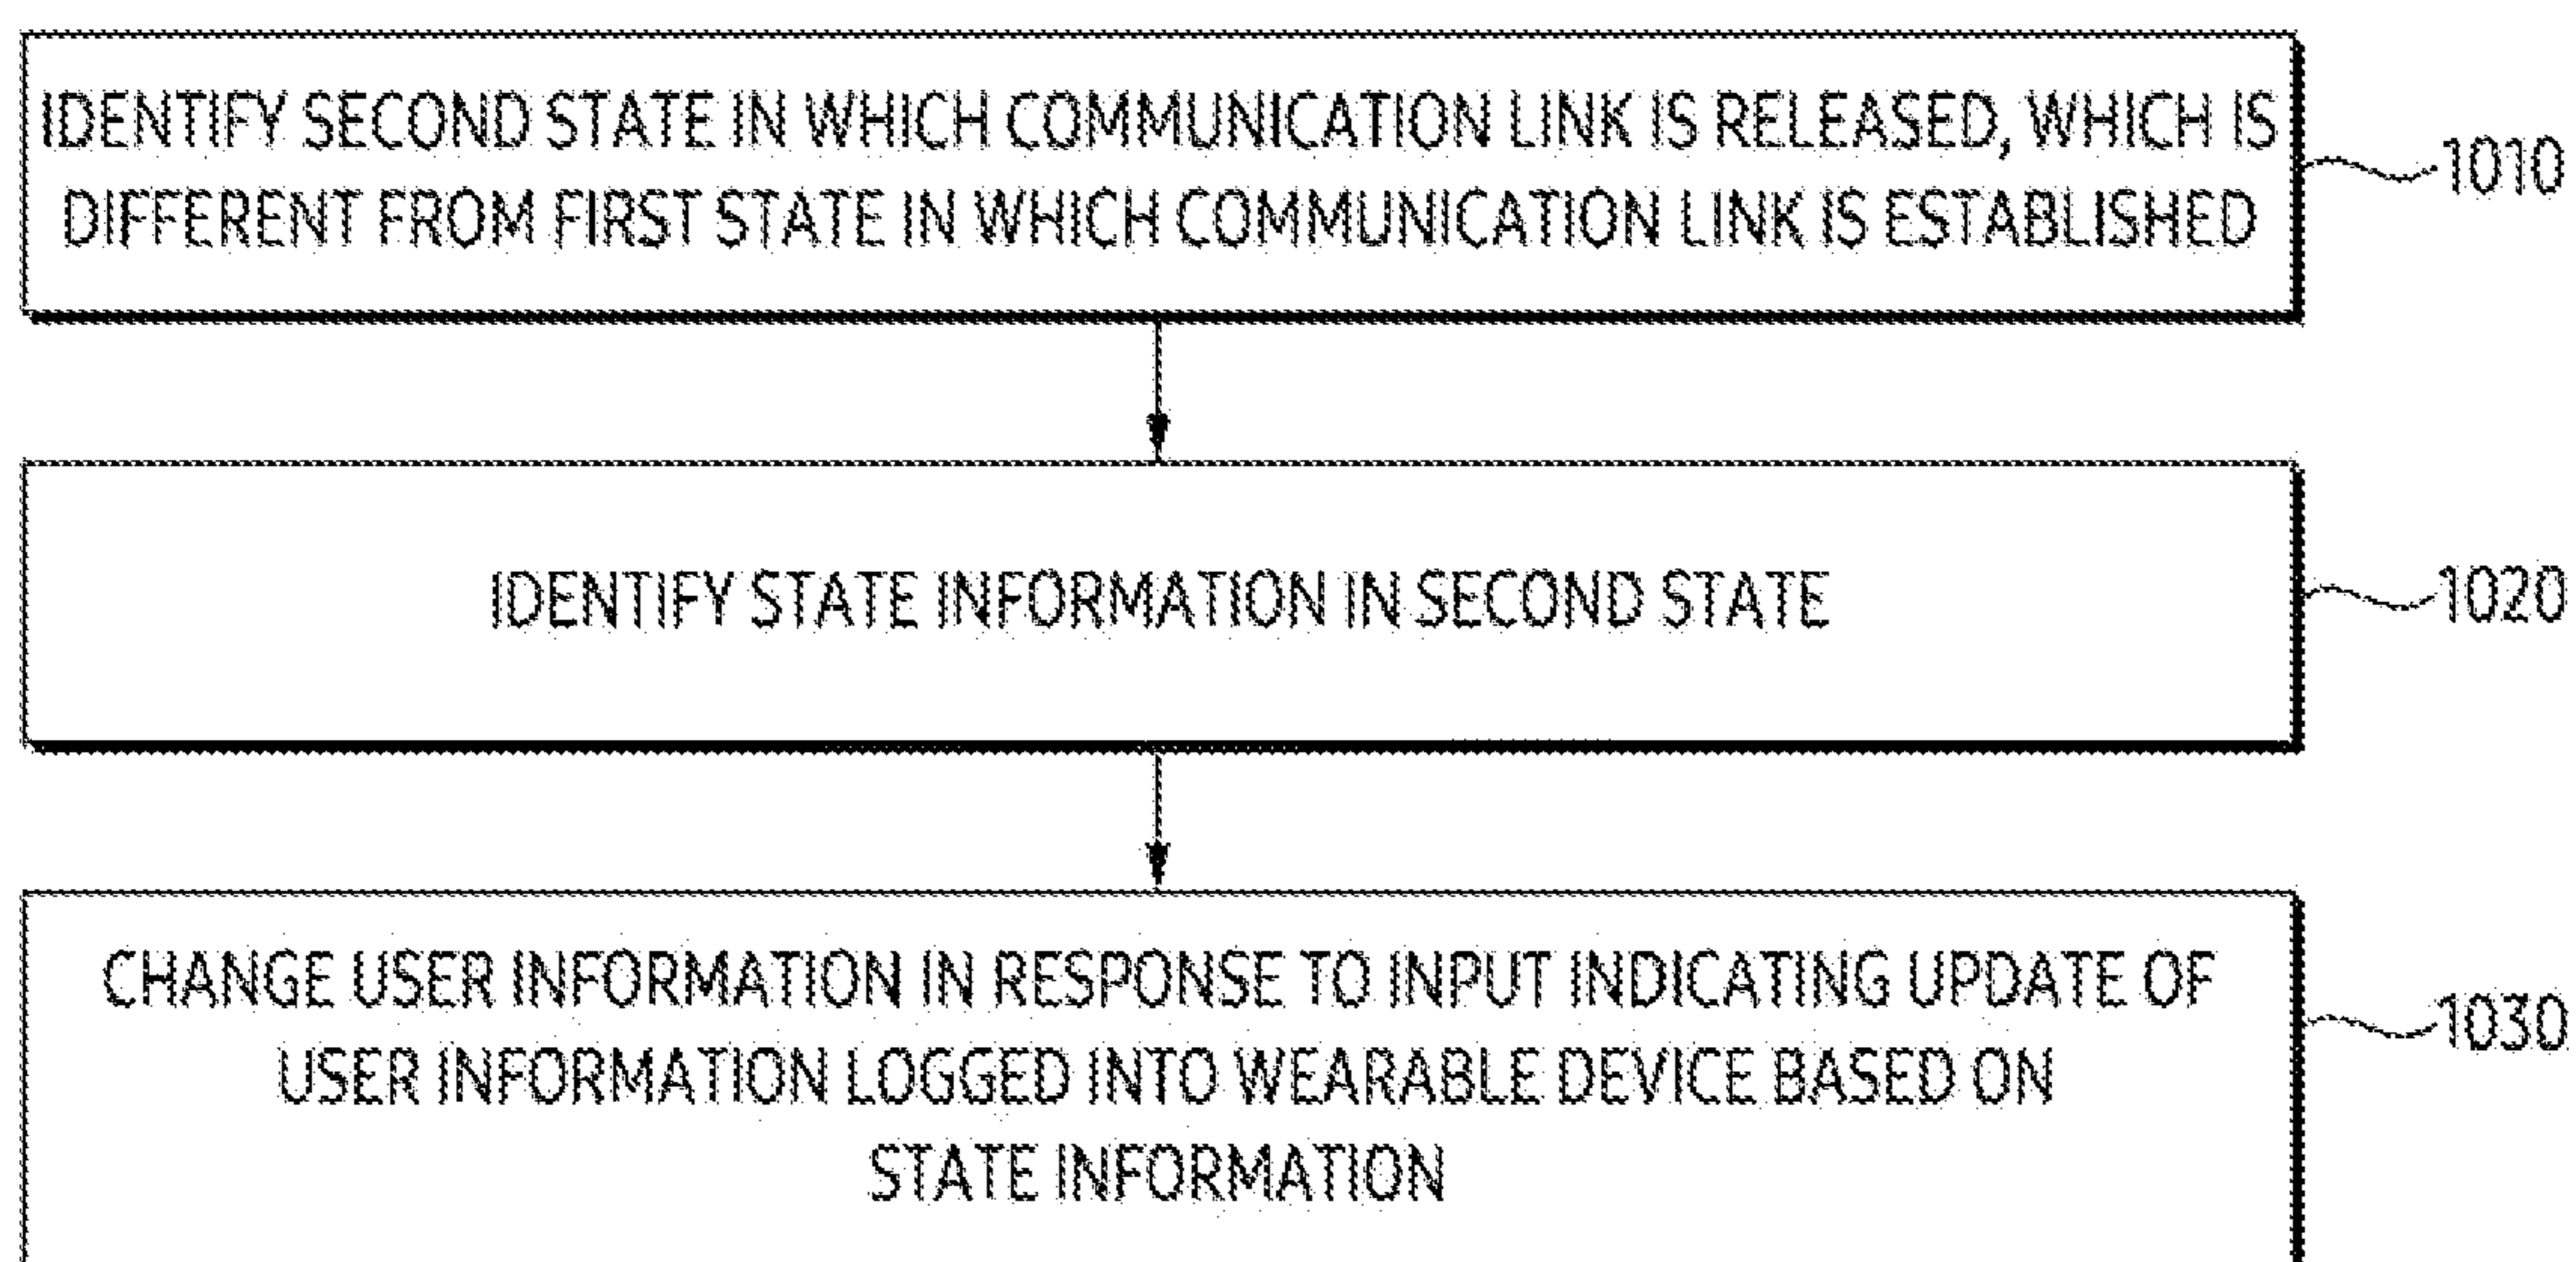 IDENTIFY SECOND STATE IN WHICH COMMUNICATION LINK IS RELEASED, WHICH IS
DIFFERENT FROM FIRST STATE IN WHICH COMMUNICATION LINK IS ESTABLISHED
1010
IDENTIFY STATE INFORMATION IN SECOND STATE
1020
CHANGE USER INFORMATION IN RESPONSE TO INPUT INDICATING UPDATE OF
USER INFORMATION LOGGED INTO WEARABLE DEVICE BASED ON
STATE INFORMATION
1030